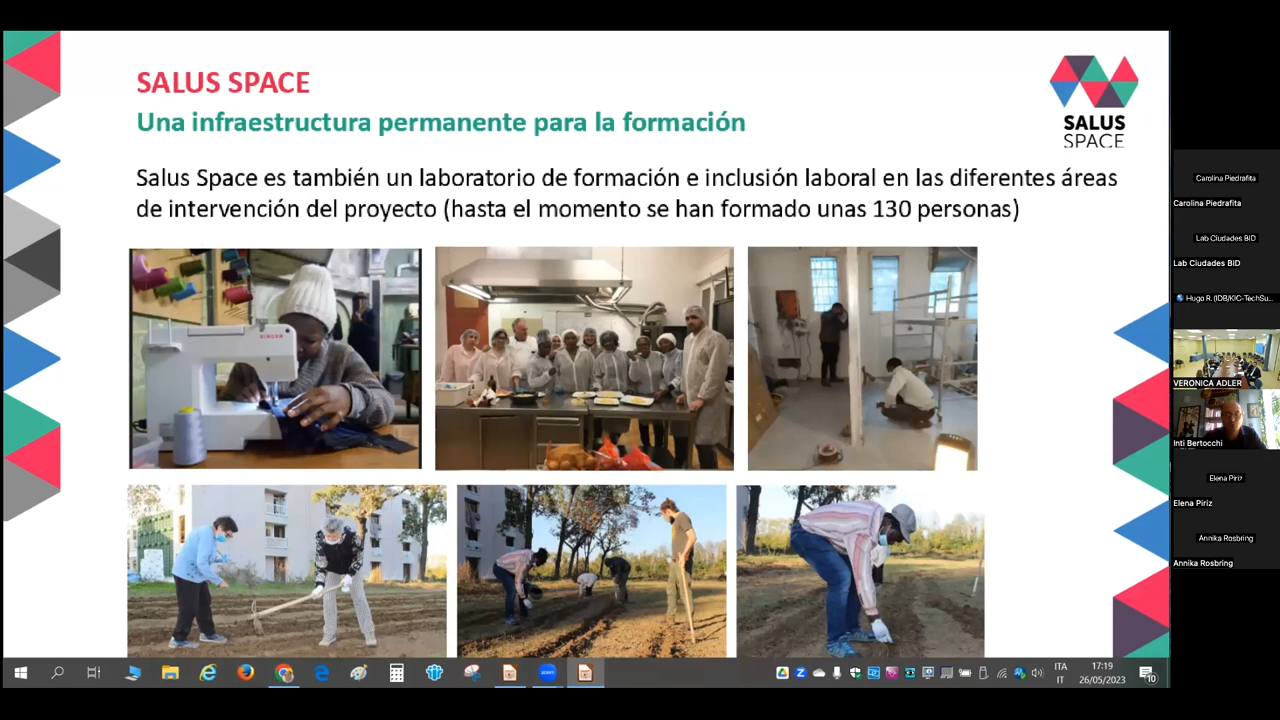 SALUS SPACE
Una infraestructura permanente para la formación
SALUS
SPACE
Salus Space es también un laboratorio de formación e inclusión laboral en las diferentes áreas
de intervención del proyecto (hasta el momento se han formado unas 130 personas)
SINGER
Carolina Piedrafita
Carolina Piedrafita
Lab Ciudades BID
Lab Ciudades BID
Hugo R. (IDB/KIC-TechSu...
VERONICA ADLER
Inti Bertocchi
Elena Piriz
Elena Piriz
Annika Rosbring
Annika Rosbring
zoom
ITA
IT
17:19
26/05/2023
10